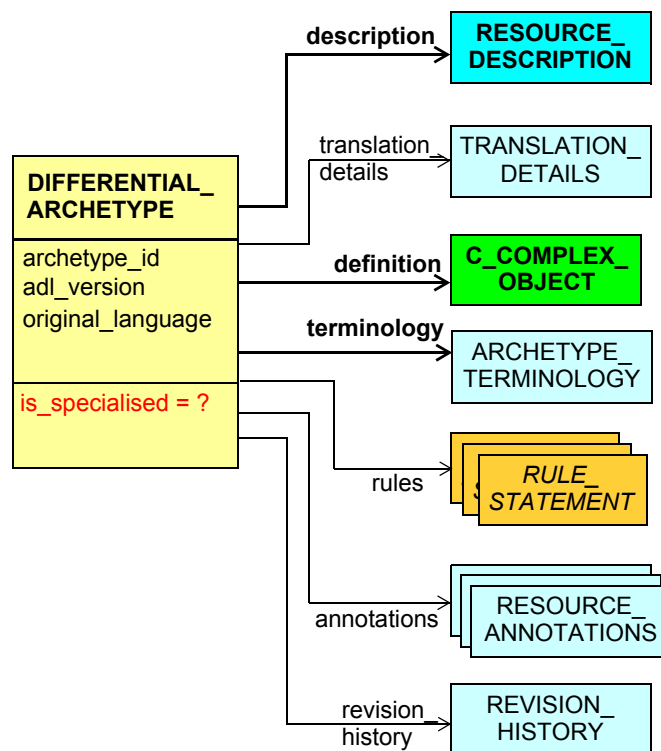 description
RESOURCE_
DESCRIPTION
translation_
details
TRANSLATION_
DETAILS
DIFFERENTIAL_
ARCHETYPE
archetype_id
adl_version
original_language
is_specialised = ?
definition
C_COMPLEX_
OBJECT
terminology
ARCHETYPE_
TERMINOLOGY
rules
RULE_
STATEMENT
annotations
RESOURCE_
ANNOTATIONS
revision_
history
REVISION_
HISTORY